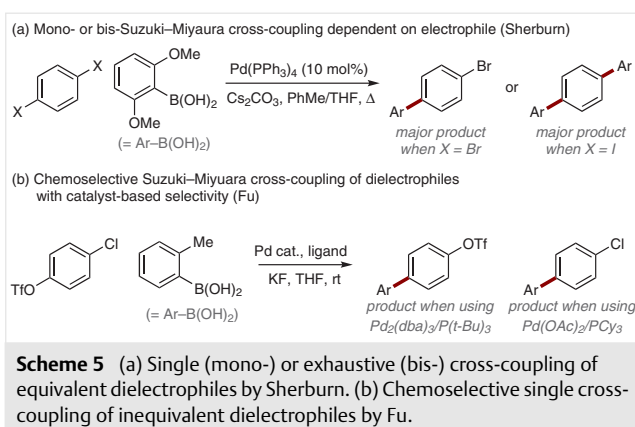 (a) Mono- or bis-Suzuki–Miyaura cross-coupling dependent on electrophile (Sherburn)
X
X
OMe
B(OH)2
OMe
(= Ar–B(OH)2)
Pd(PPh3)4 (10 mol%)
Cs2CO3, PhMe/THF, Δ
Br
Ar
major product
when X = Br
or
Ar
Ar
major product
when X = I
(b) Chemoselective Suzuki–Miyaura cross-coupling of dielectrophiles
with catalyst-based selectivity (Fu)
Cl
TfO
Me
B(OH)2
(= Ar–B(OH)2)
Pd cat., ligand
KF, THF, rt
OTf
Ar
product when using
Pd2(dba)3/P(t-Bu)3
Cl
Ar
product when using
Pd(OAc)2/PCy3
Scheme 5 (a) Single (mono-) or exhaustive (bis-) cross-coupling of
equivalent dielectrophiles by Sherburn. (b) Chemoselective single cross-
coupling of inequivalent dielectrophiles by Fu.